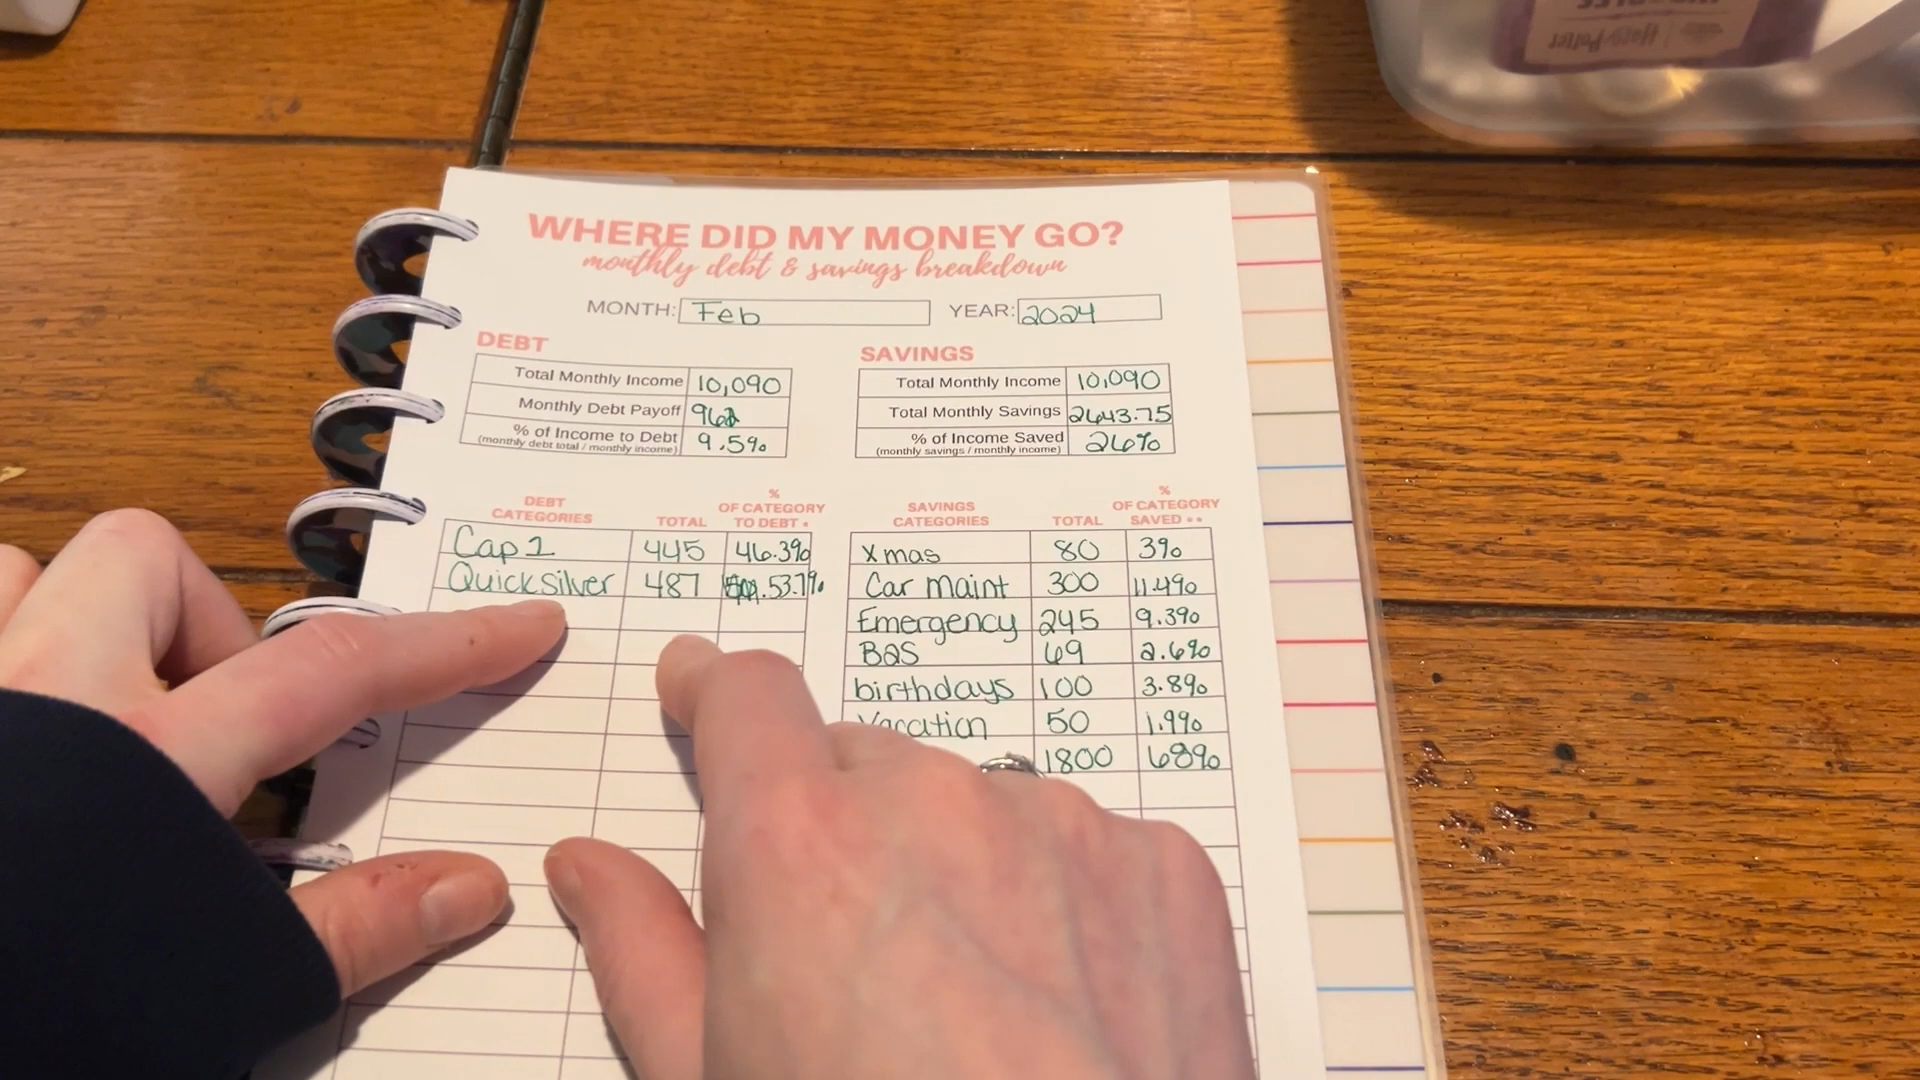 Harry Potter
WHERE DID MY MONEY GO?
monthly debt & savings breakdown
MONTH: Feb YEAR: 2024
DEBT
Total Monthly Income 10,090
Monthly Debt Payoff
% of Income to Debt 9.5%
(monthly debt total / monthly income)
SAVINGS
Total Monthly Income 10,090
Total Monthly Savings 2643.75
% of Income Saved 26%
(monthly savings / monthly income)
DEBT CATEGORIES TOTAL % OF CATEGORY TO DEBT *
Cap 1 445 46.3%
Quicksilver 487 53.7%
SAVINGS CATEGORIES TOTAL % OF CATEGORY SAVED **
Xmas 80 3%
Car Maint 300 11.4%
Emergency 245 9.3%
B&S 69 2.6%
birthdays 100 3.8%
Vacation 50 1.9%
1800 68%